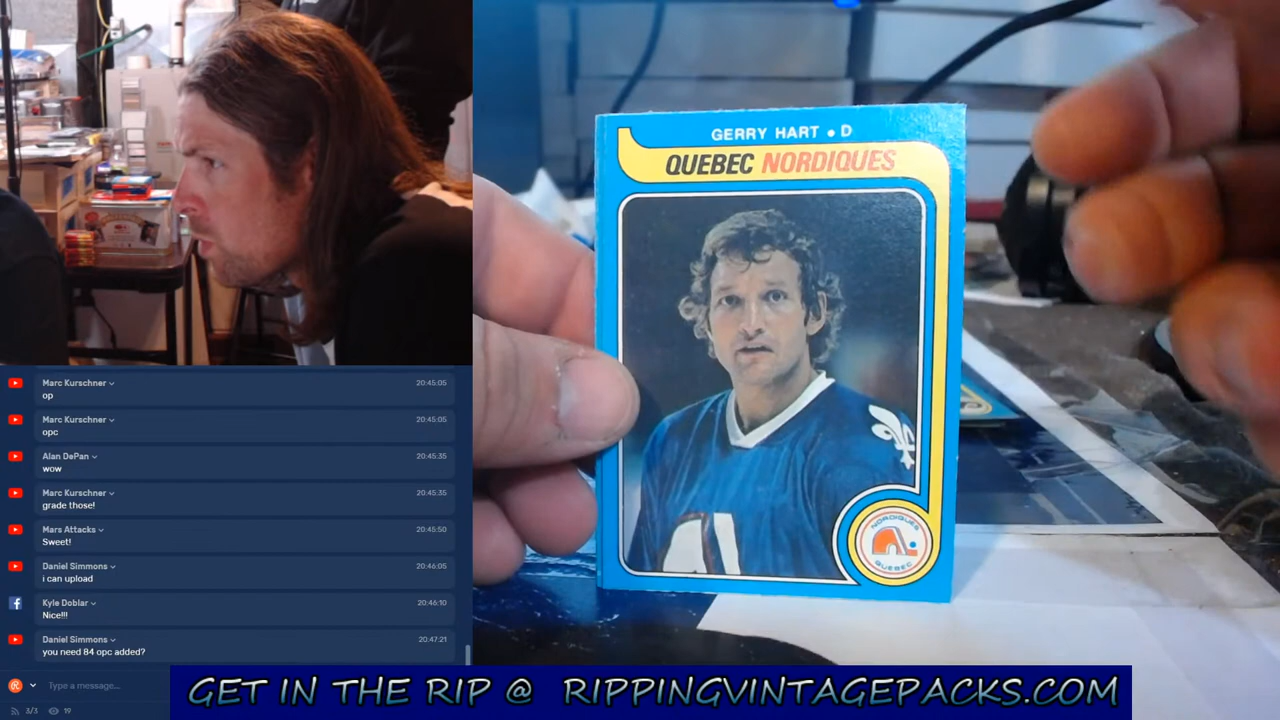 GERRY HART • D
QUEBEC NORDIQUES
NORDIQUES
QUEBEC
Marc Kurschner 20:45:05
op
Marc Kurschner 20:45:05
opc
Alan DePan 20:45:35
wow
Marc Kurschner 20:45:35
grade those!
Mars Attacks 20:45:50
Sweet!
Daniel Simmons 20:46:05
i can upload
Kyle Doblar 20:46:10
Nice!!!
Daniel Simmons 20:47:21
you need 84 opc added?
Type a message...
3/3 19
GET IN THE RIP @ RIPPINGVINTAGEPACKS.COM